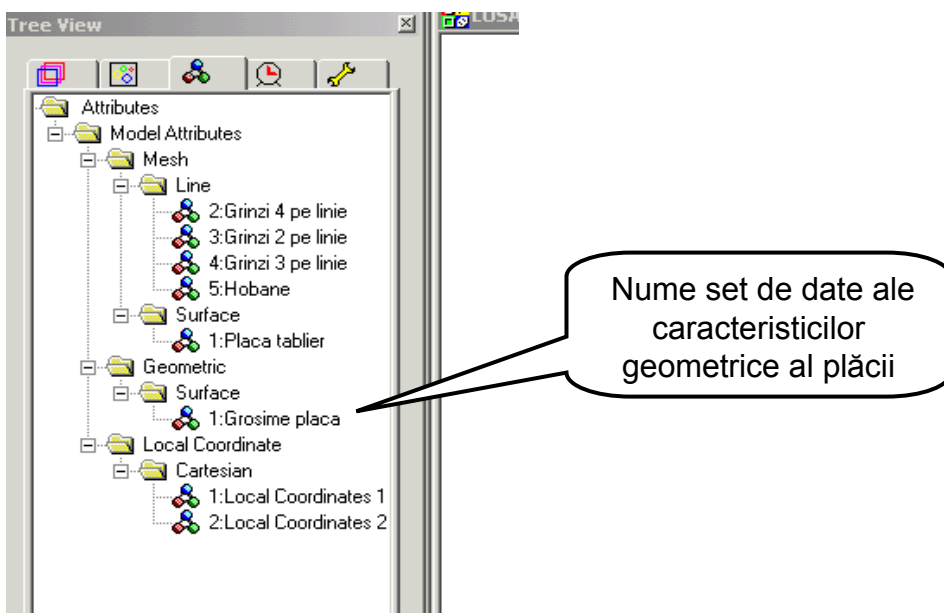 Tree View
LUSA
Attributes
Model Attributes
Mesh
Line
2:Grinzi 4 pe linie
3:Grinzi 2 pe linie
4:Grinzi 3 pe linie
5:Hobane
Surface
1:Placa tablier
Geometric
Surface
1:Grosime placa
Local Coordinate
Cartesian
1:Local Coordinates 1
2:Local Coordinates 2
Nume set de date ale
caracteristicilor
geometrice al plăcii